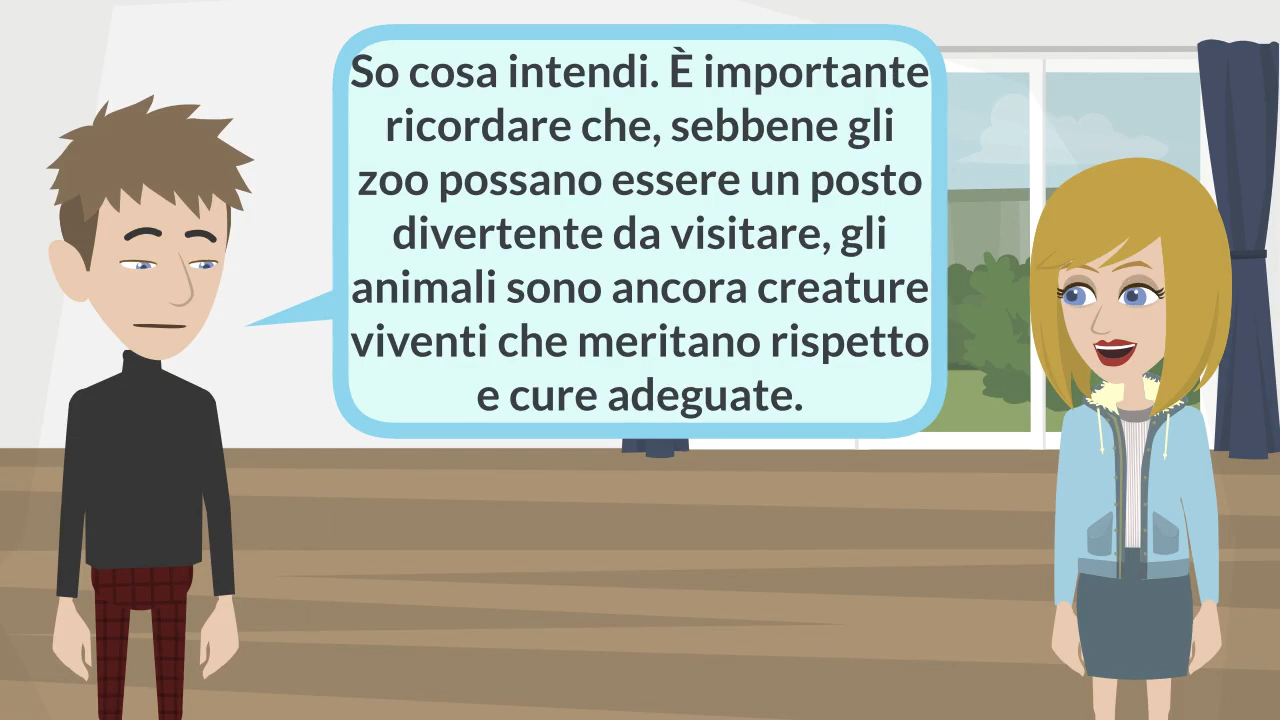 So cosa intendi. È importante
ricordare che, sebbene gli
zoo possano essere un posto
divertente da visitare, gli
animali sono ancora creature
viventi che meritano rispetto
e cure adeguate.